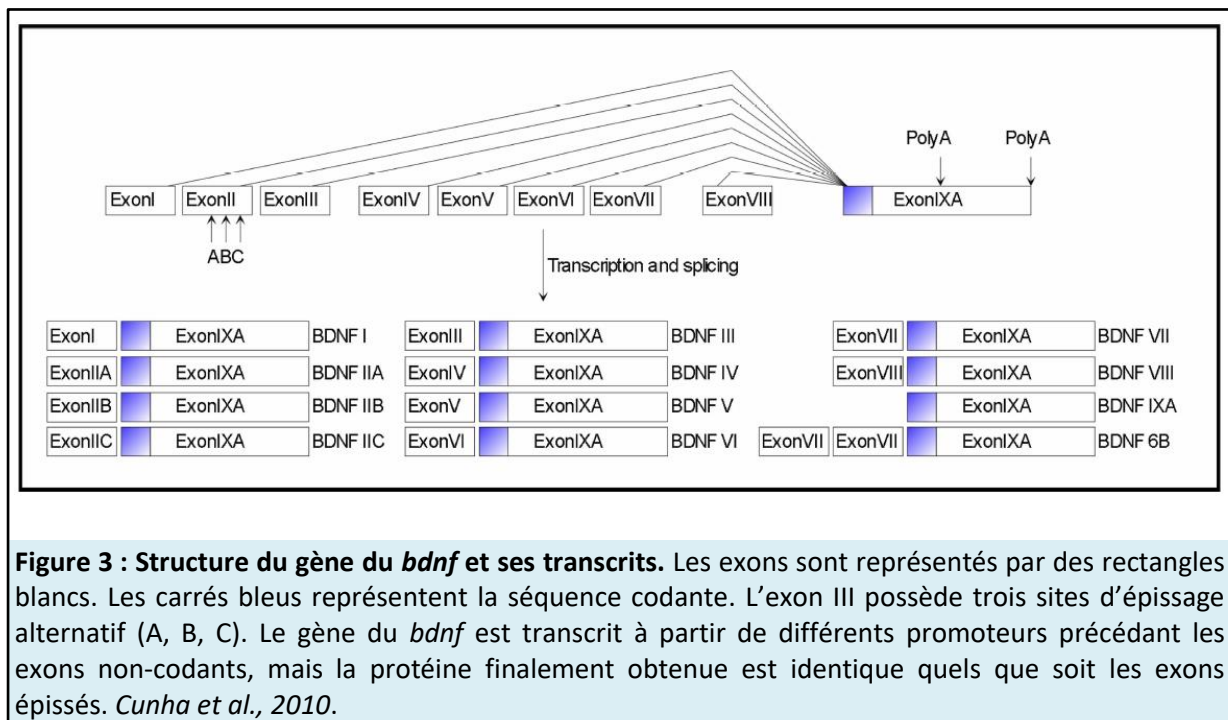 PolyA PolyA
ExonI ExonII ExonIII ExonIV ExonV ExonVI ExonVII ExonVIII ExonIXA
ABC
Transcription and splicing
ExonI ExonIXA BDNF I ExonIII ExonIXA BDNF III ExonVII ExonIXA BDNF VII
ExonIIA ExonIXA BDNF IIA ExonIV ExonIXA BDNF IV ExonVIII ExonIXA BDNF VIII
ExonIIB ExonIXA BDNF IIB ExonV ExonIXA BDNF V ExonIXA BDNF IXA
ExonIIC ExonIXA BDNF IIC ExonVI ExonIXA BDNF VI ExonVII ExonVII ExonIXA BDNF 6B
Figure 3 : Structure du gène du bdnf et ses transcrits. Les exons sont représentés par des rectangles
blancs. Les carrés bleus représentent la séquence codante. L’exon III possède trois sites d’épissage
alternatif (A, B, C). Le gène du bdnf est transcrit à partir de différents promoteurs précédant les
exons non-codants, mais la protéine finalement obtenue est identique quels que soit les exons
épissés. Cunha et al., 2010.